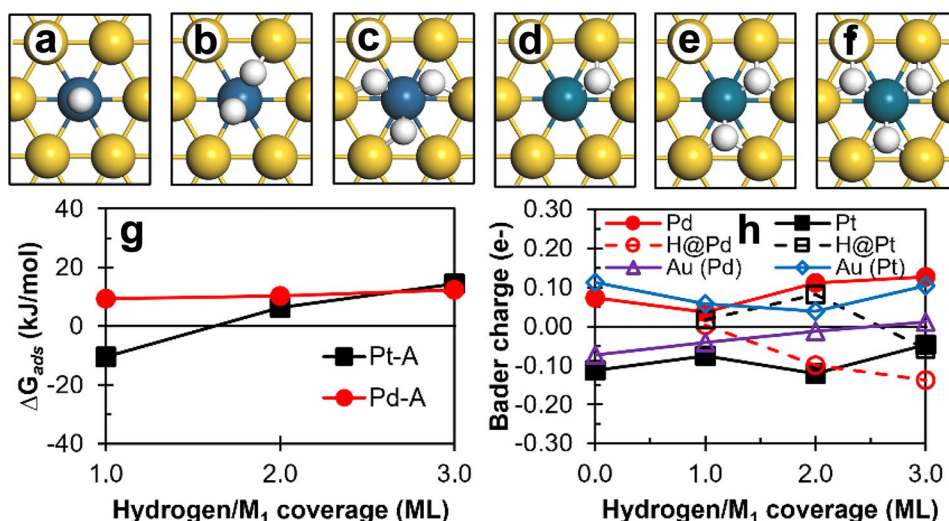 a b c d e f
g
40
20
0
-20
-40
ΔG_ads (kJ/mol)
Pt-A
Pd-A
1.0 2.0 3.0
Hydrogen/M₁ coverage (ML)
h
0.30
0.20
0.10
0.00
-0.10
-0.20
-0.30
Bader charge (e-)
Pd Pt
H@Pd H@Pt
Au (Pd) Au (Pt)
0.0 1.0 2.0 3.0
Hydrogen/M₁ coverage (ML)